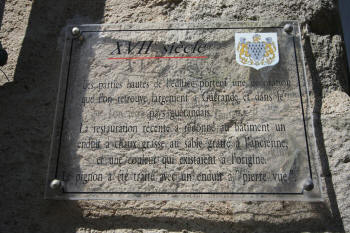 XVII siècle
Les parties hautes de l'édifice portent une décoration
que l'on retrouve largement à Guérande et dans le
pays guérandais.
La restauration récente a redonné au bâtiment un
enduit à chaux grasse au sable gratté à l'ancienne,
et une couleur qui existaient à l'origine.
Le pignon a été traité avec un enduit à "pierre vue"